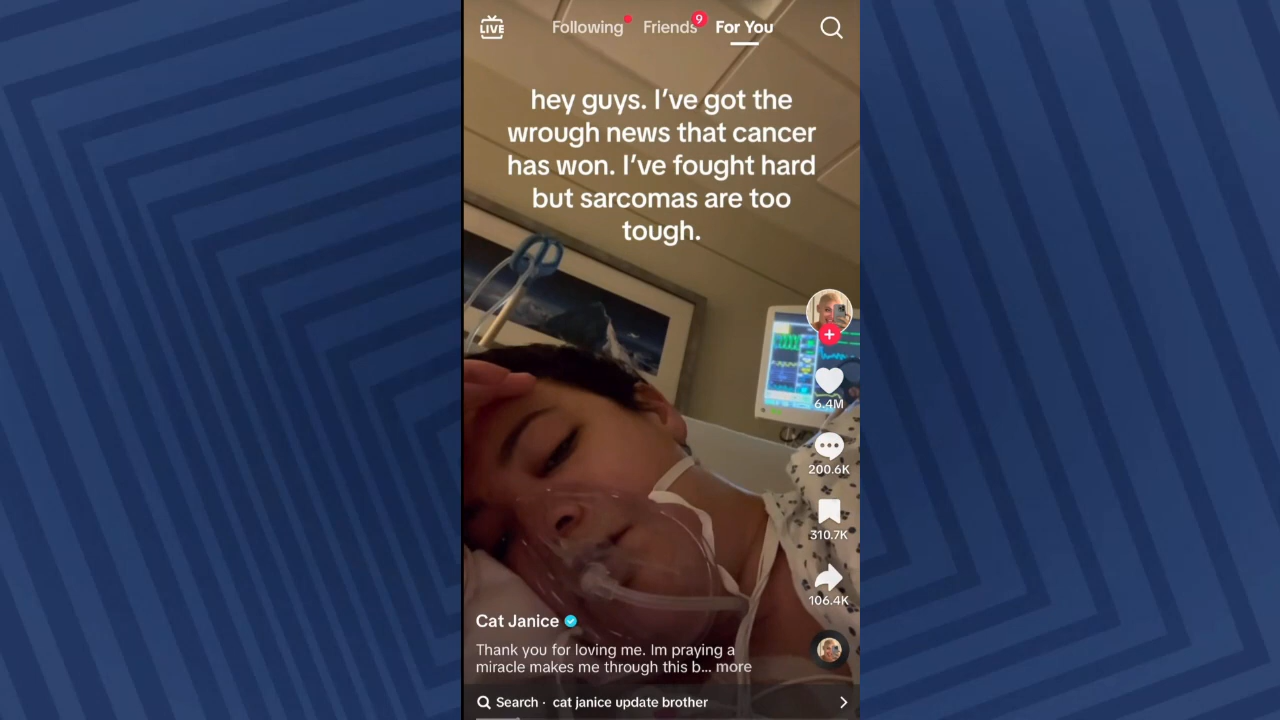 LIVE
Following
Friends
9
For You
hey guys. I’ve got the
wrough news that cancer
has won. I’ve fought hard
but sarcomas are too
tough.
6.4M
200.6K
310.7K
106.4K
Cat Janice
Thank you for loving me. Im praying a
miracle makes me through this b... more
Search · cat janice update brother